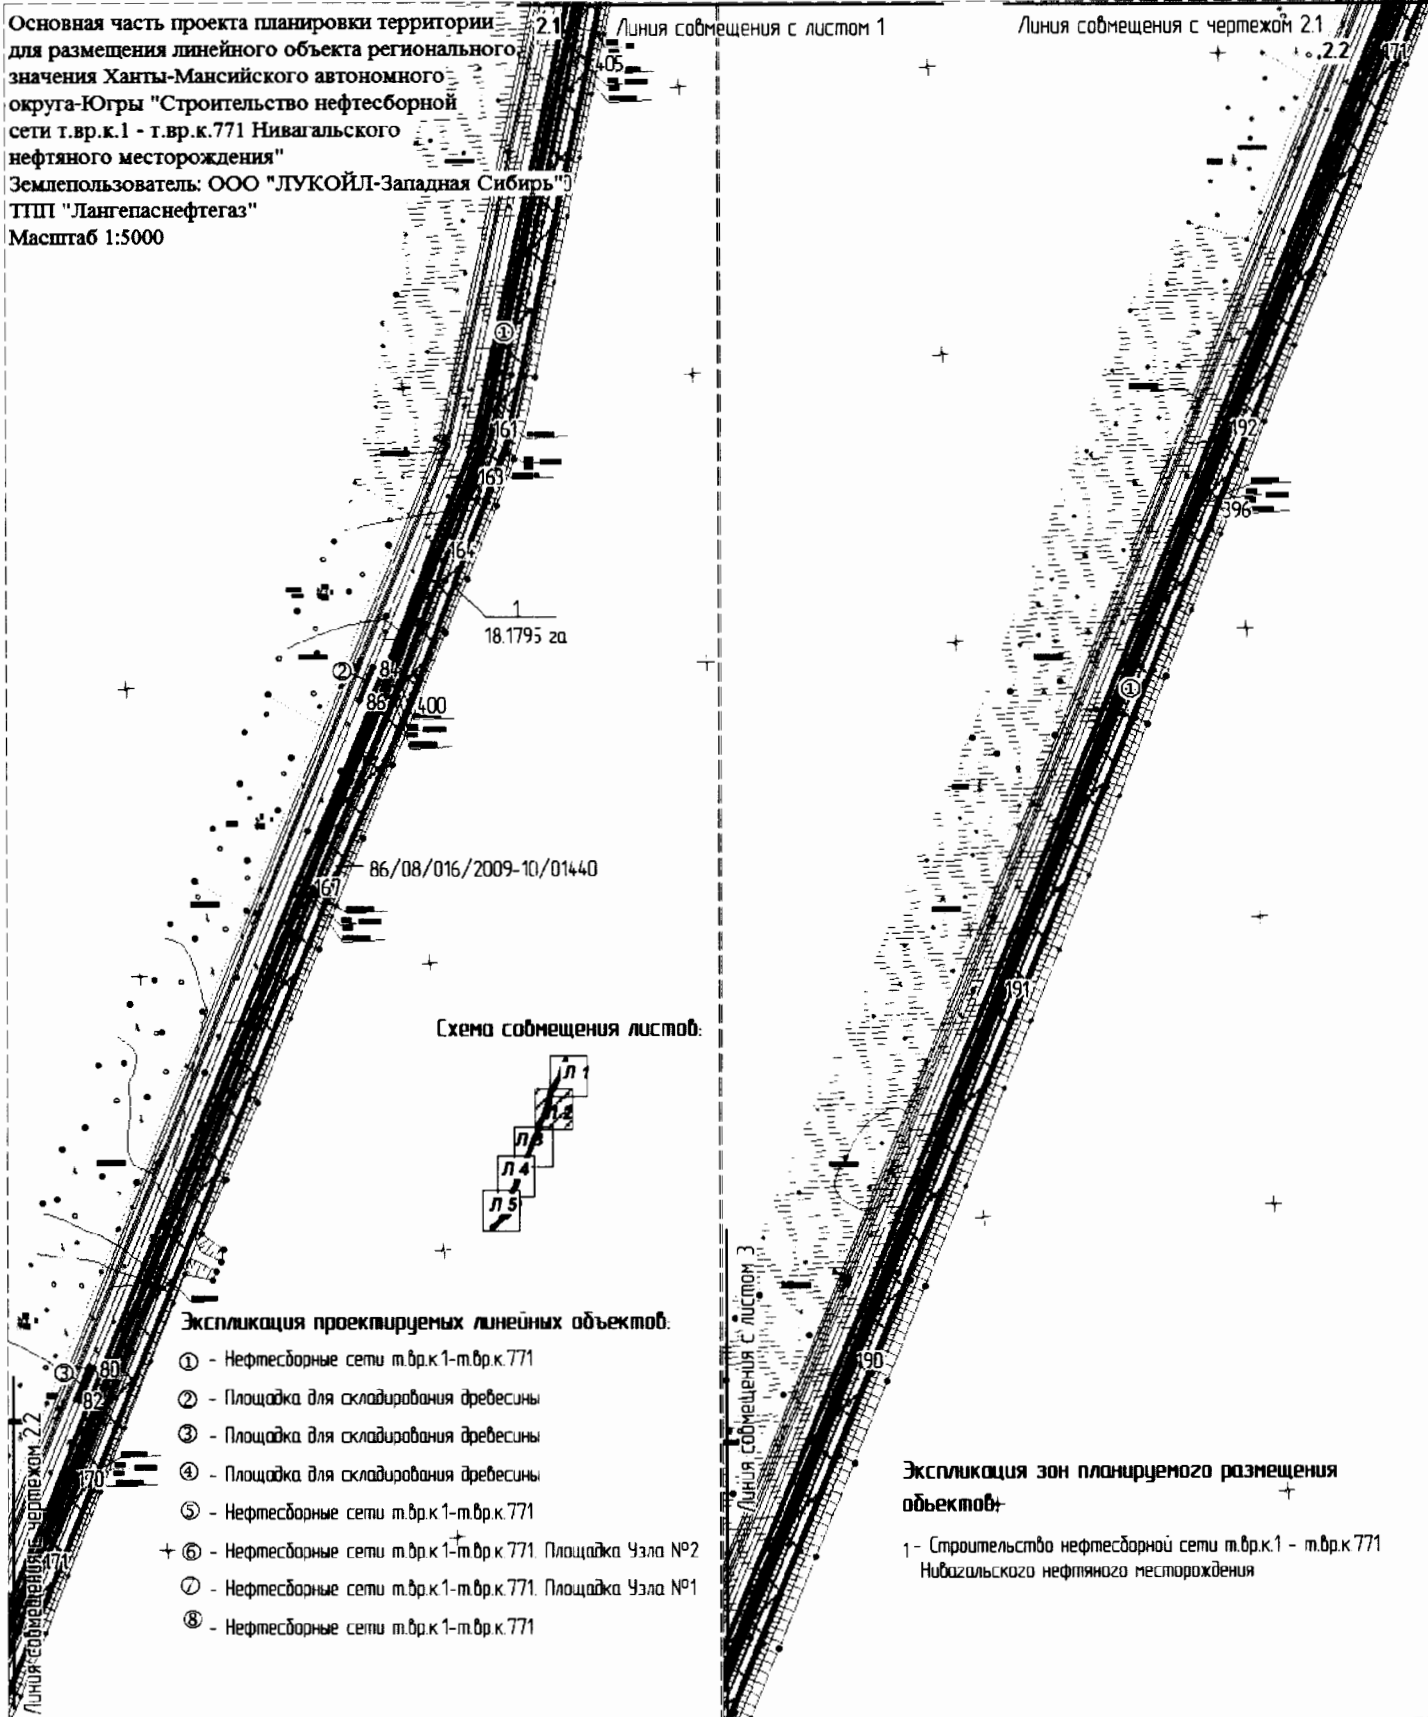 Основная часть проекта планировки территории
для размещения линейного объекта регионального
значения Ханты-Мансийского автономного
округа-Югры "Строительство нефтесборной
сети т.вр.к.1 - т.вр.к.771 Нивагальского
нефтяного месторождения"
Землепользователь: ООО "ЛУКОЙЛ-Западная Сибирь"
ТПП "Лангепаснефтегаз"
Масштаб 1:5000
2.1
Линия совмещения с листом 1
405
①
161
163
164
1
18.1795 га
②
84
86
400
86/08/016/2009-10/01440
167
Схема совмещения листов:
Л 1
Л 2
Л 3
Л 4
Л 5
③
80
82
170
171
Линия совмещения с чертежом 2.2
Экспликация проектируемых линейных объектов:
① - Нефтесборные сети т.вр.к 1-т.вр.к.771
② - Площадка для складирования древесины
③ - Площадка для складирования древесины
④ - Площадка для складирования древесины
⑤ - Нефтесборные сети т.вр.к 1-т.вр.к.771
⑥ - Нефтесборные сети т.вр.к 1-т.вр.к 771. Площадка Узла №2
⑦ - Нефтесборные сети т.вр.к 1-т.вр.к.771. Площадка Узла №1
⑧ - Нефтесборные сети т.вр.к 1-т.вр.к.771
Линия совмещения с чертежом 2.1
2.2
171
192
396
①
191
190
Линия совмещения с листом 3
Экспликация зон планируемого размещения
объектов:
1 - Строительство нефтесборной сети т.вр.к.1 - т.вр.к 771
Нивагальского нефтяного месторождения